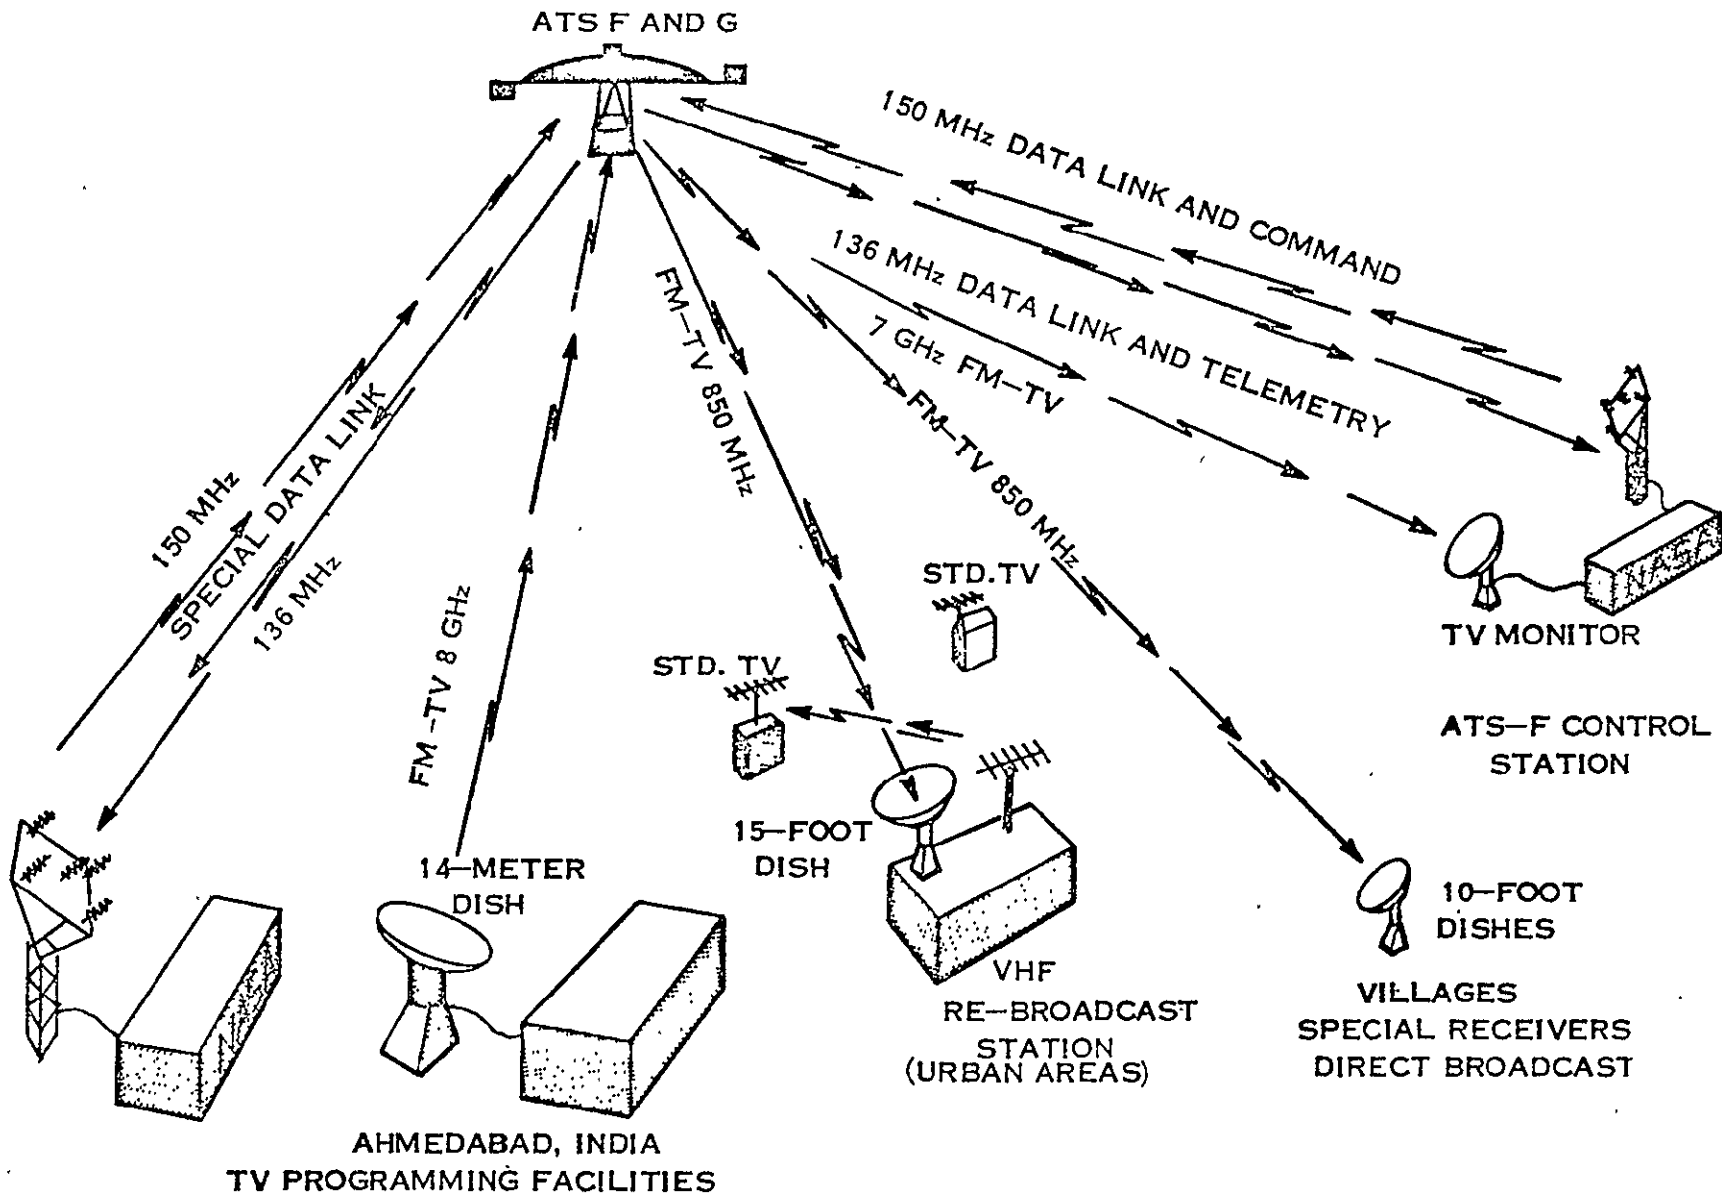 ATS F AND G
150 MHz DATA LINK AND COMMAND
136 MHz DATA LINK AND TELEMETRY
7 GHz FM-TV
FM-TV 850 MHz
FM-TV 850 MHz
150 MHz
SPECIAL DATA LINK
136 MHz
FM-TV 8 GHz
STD. TV
STD. TV
NASA
TV MONITOR
ATS-F CONTROL
STATION
15-FOOT
DISH
14-METER
DISH
10-FOOT
DISHES
VHF
RE-BROADCAST
STATION
(URBAN AREAS)
VILLAGES
SPECIAL RECEIVERS
DIRECT BROADCAST
AHMEDABAD, INDIA
TV PROGRAMMING FACILITIES